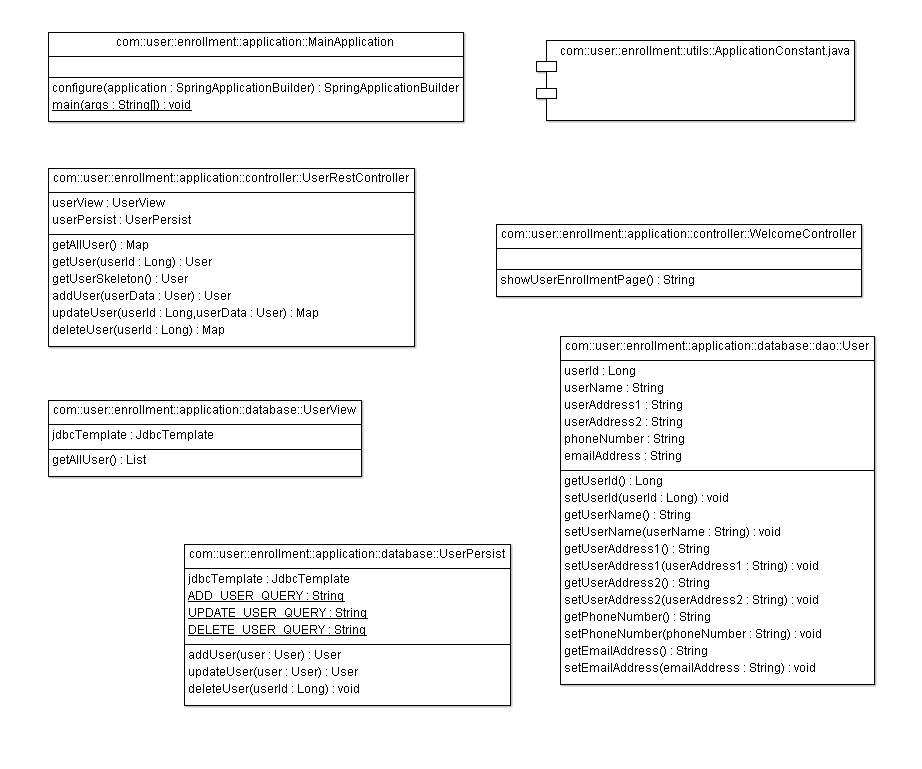 com::user::enrollment::application::MainApplication
configure(application : SpringApplicationBuilder) : SpringApplicationBuilder
main(args : String[]) : void
com::user::enrollment::utils::ApplicationConstant.java
com::user::enrollment::application::controller::UserRestController
userView : UserView
userPersist : UserPersist
getAllUser() : Map
getUser(userId : Long) : User
getUserSkeleton() : User
addUser(userData : User) : User
updateUser(userId : Long,userData : User) : Map
deleteUser(userId : Long) : Map
com::user::enrollment::application::controller::WelcomeController
showUserEnrollmentPage() : String
com::user::enrollment::application::database::UserView
jdbcTemplate : JdbcTemplate
getAllUser() : List
com::user::enrollment::application::database::dao::User
userId : Long
userName : String
userAddress1 : String
userAddress2 : String
phoneNumber : String
emailAddress : String
getUserId() : Long
setUserId(userId : Long) : void
getUserName() : String
setUserName(userName : String) : void
getUserAddress1() : String
setUserAddress1(userAddress1 : String) : void
getUserAddress2() : String
setUserAddress2(userAddress2 : String) : void
getPhoneNumber() : String
setPhoneNumber(phoneNumber : String) : void
getEmailAddress() : String
setEmailAddress(emailAddress : String) : void
com::user::enrollment::application::database::UserPersist
jdbcTemplate : JdbcTemplate
ADD_USER_QUERY : String
UPDATE_USER_QUERY : String
DELETE_USER_QUERY : String
addUser(user : User) : User
updateUser(user : User) : User
deleteUser(userId : Long) : void